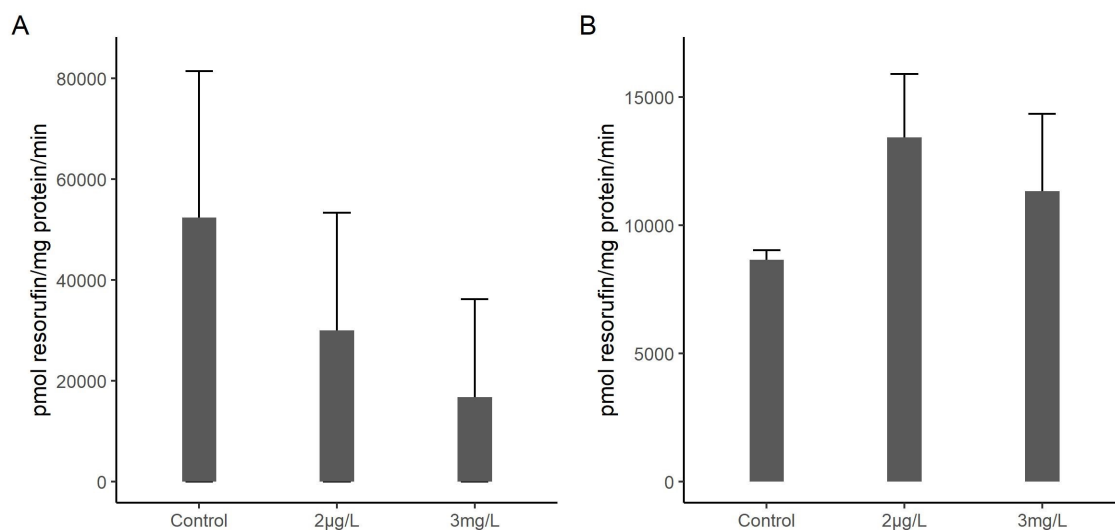 A
pmol resorufin/mg protein/min
80000
60000
40000
20000
0
Control
2µg/L
3mg/L
B
pmol resorufin/mg protein/min
15000
10000
5000
0
Control
2µg/L
3mg/L